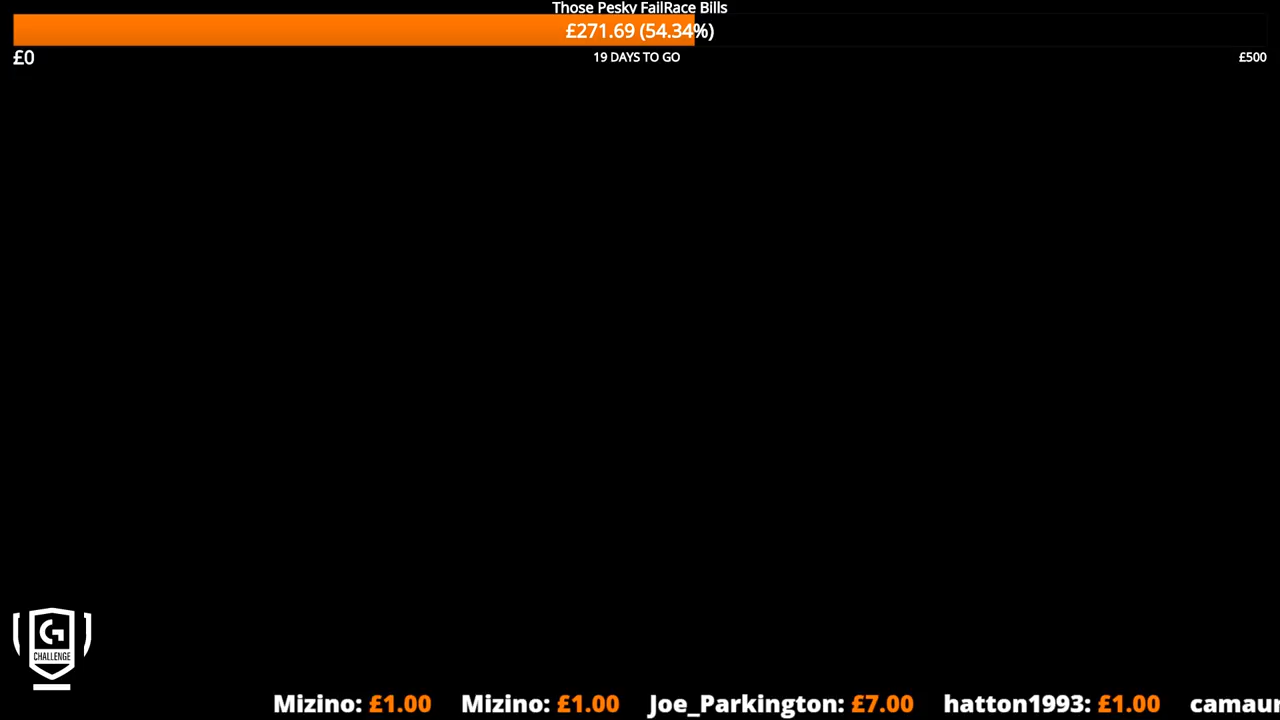 Those Pesky FailRace Bills
£271.69 (54.34%)
£0 19 DAYS TO GO £500
CHALLENGE
Mizino: £1.00 Mizino: £1.00 Joe_Parkington: £7.00 hatton1993: £1.00